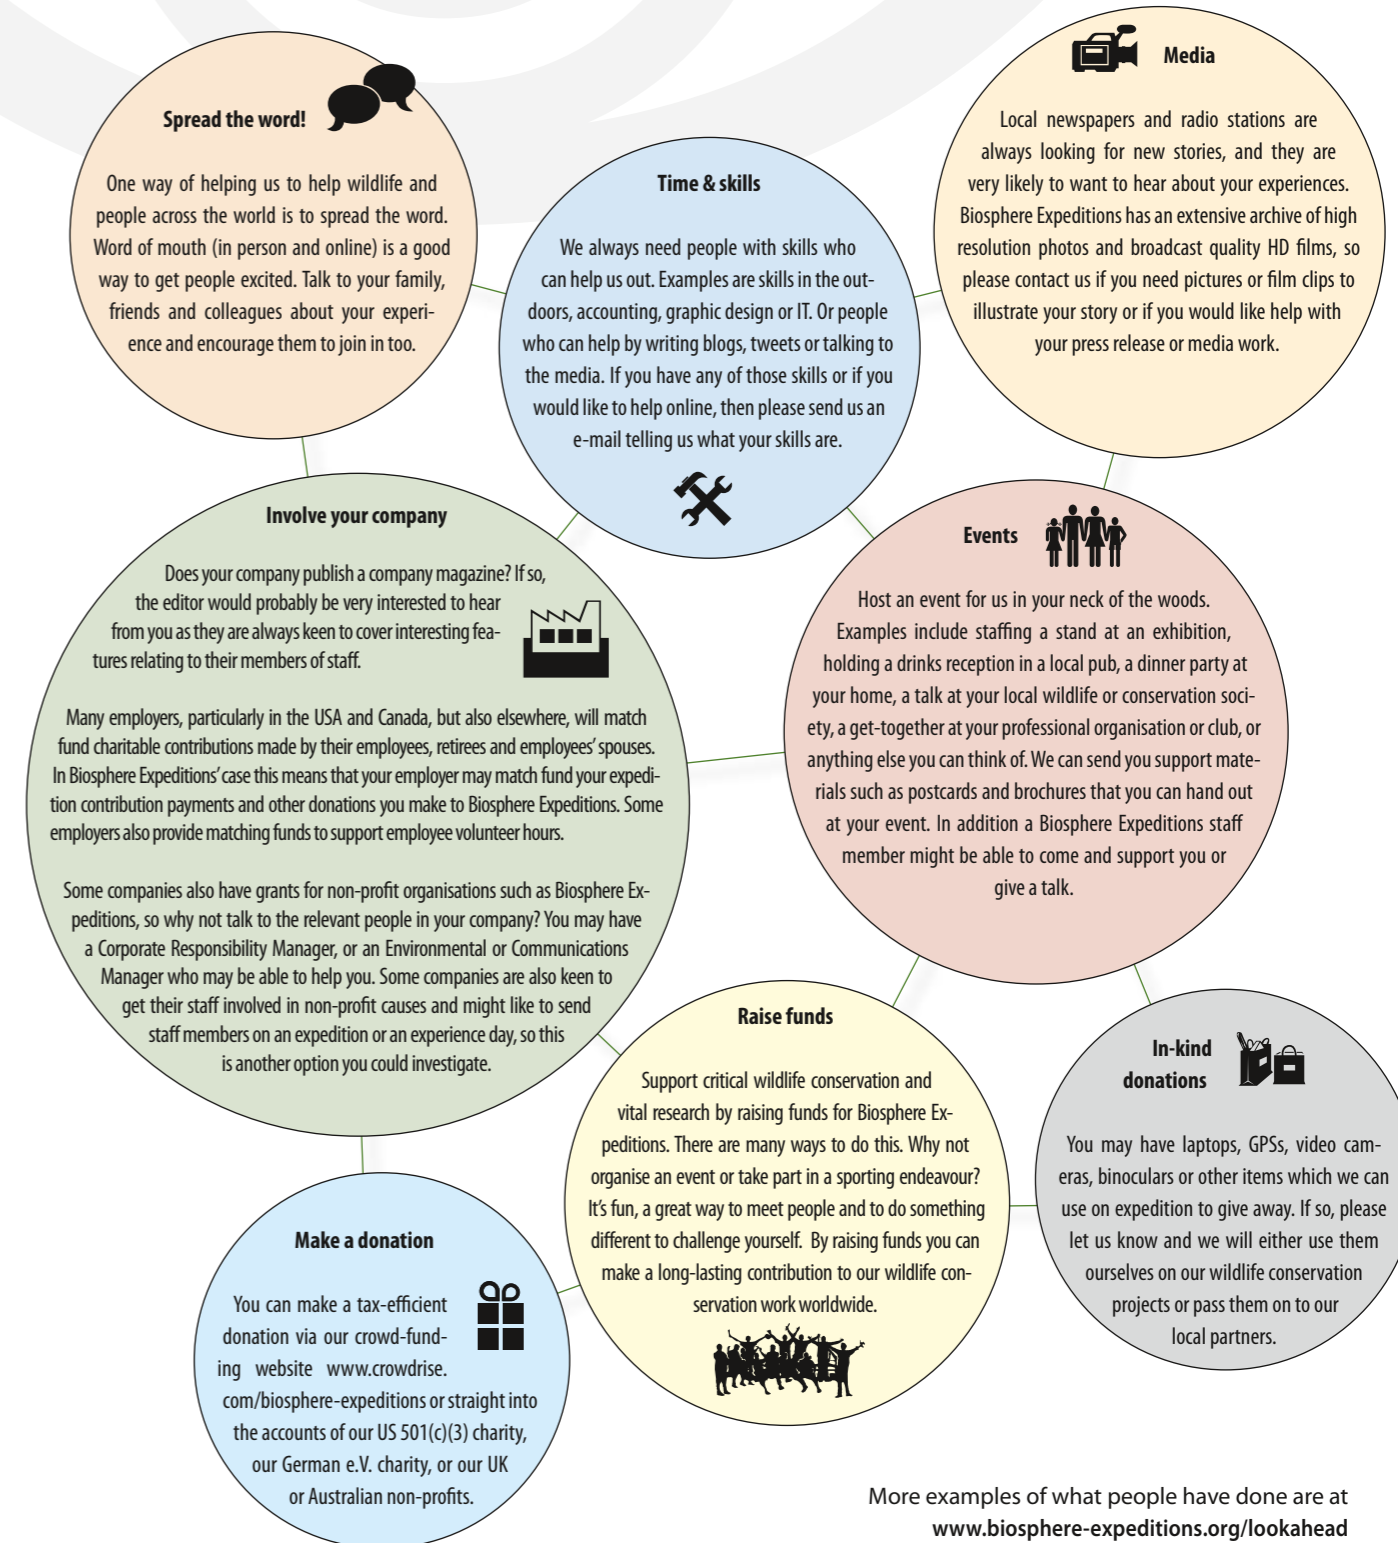 Spread the word!
One way of helping us to help wildlife and
people across the world is to spread the word.
Word of mouth (in person and online) is a good
way to get people excited. Talk to your family,
friends and colleagues about your experi-
ence and encourage them to join in too.
Time & skills
We always need people with skills who
can help us out. Examples are skills in the out-
doors, accounting, graphic design or IT. Or people
who can help by writing blogs, tweets or talking to
the media. If you have any of those skills or if you
would like to help online, then please send us an
e-mail telling us what your skills are.
Media
Local newspapers and radio stations are
always looking for new stories, and they are
very likely to want to hear about your experiences.
Biosphere Expeditions has an extensive archive of high
resolution photos and broadcast quality HD films, so
please contact us if you need pictures or film clips to
illustrate your story or if you would like help with
your press release or media work.
Involve your company
Does your company publish a company magazine? If so,
the editor would probably be very interested to hear
from you as they are always keen to cover interesting fea-
tures relating to their members of staff.
Many employers, particularly in the USA and Canada, but also elsewhere, will match
fund charitable contributions made by their employees, retirees and employees’ spouses.
In Biosphere Expeditions’ case this means that your employer may match fund your expedi-
tion contribution payments and other donations you make to Biosphere Expeditions. Some
employers also provide matching funds to support employee volunteer hours.
Some companies also have grants for non-profit organisations such as Biosphere Ex-
peditions, so why not talk to the relevant people in your company? You may have
a Corporate Responsibility Manager, or an Environmental or Communications
Manager who may be able to help you. Some companies are also keen to
get their staff involved in non-profit causes and might like to send
staff members on an expedition or an experience day, so this
is another option you could investigate.
Events
Host an event for us in your neck of the woods.
Examples include staffing a stand at an exhibition,
holding a drinks reception in a local pub, a dinner party at
your home, a talk at your local wildlife or conservation soci-
ety, a get-together at your professional organisation or club, or
anything else you can think of. We can send you support mate-
rials such as postcards and brochures that you can hand out
at your event. In addition a Biosphere Expeditions staff
member might be able to come and support you or
give a talk.
Raise funds
Support critical wildlife conservation and
vital research by raising funds for Biosphere Ex-
peditions. There are many ways to do this. Why not
organise an event or take part in a sporting endeavour?
It’s fun, a great way to meet people and to do something
different to challenge yourself. By raising funds you can
make a long-lasting contribution to our wildlife con-
servation work worldwide.
In-kind
donations
You may have laptops, GPSs, video cam-
eras, binoculars or other items which we can
use on expedition to give away. If so, please
let us know and we will either use them
ourselves on our wildlife conservation
projects or pass them on to our
local partners.
Make a donation
You can make a tax-efficient
donation via our crowd-fund-
ing website www.crowdrise.
com/biosphere-expeditions or straight into
the accounts of our US 501(c)(3) charity,
our German e.V. charity, or our UK
or Australian non-profits.
More examples of what people have done are at
www.biosphere-expeditions.org/lookahead